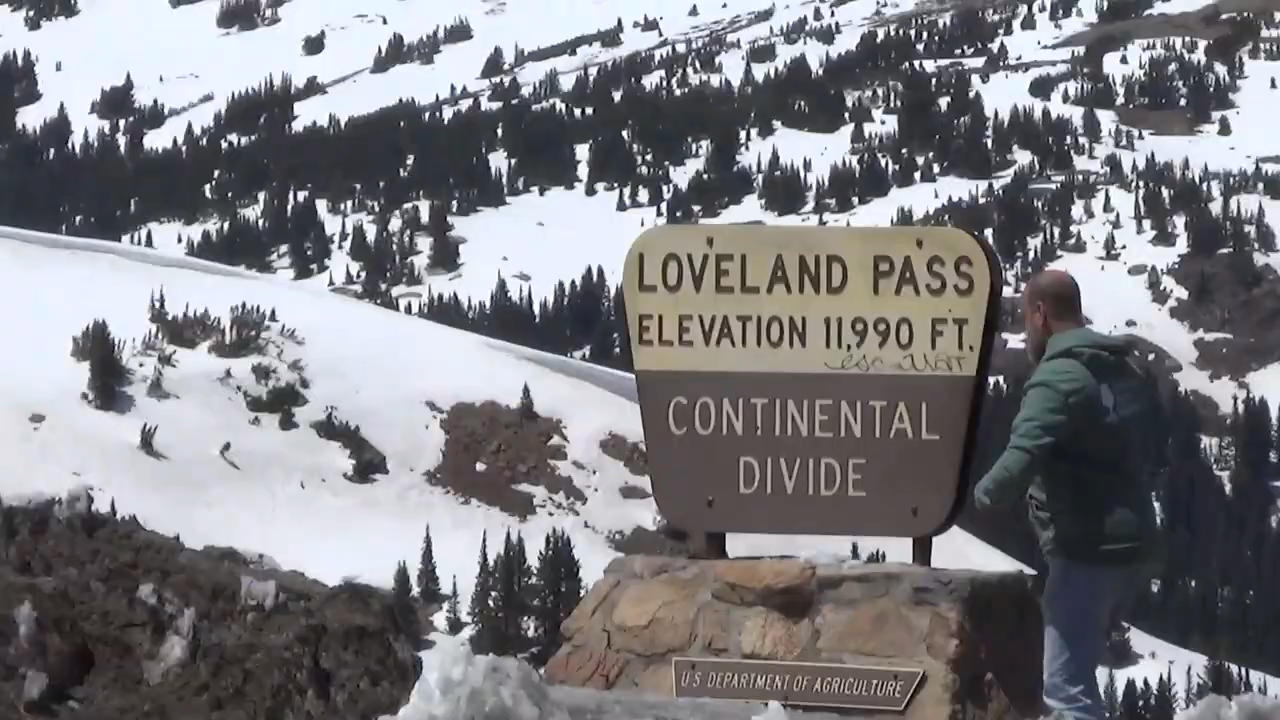 LOVELAND PASS
ELEVATION 11,990 FT.
CONTINENTAL
DIVIDE
U S DEPARTMENT OF AGRICULTURE